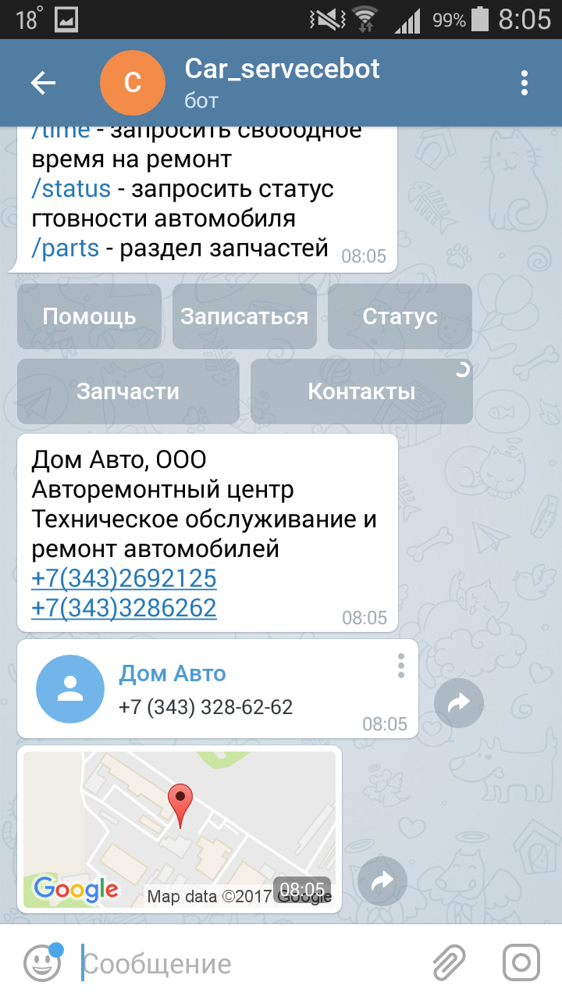 18°
99%
8:05
C
Car_servecebot
бот
/time - запросить свободное
время на ремонт
/status - запросить статус
гтовности автомобиля
/parts - раздел запчастей
08:05
Помощь
Записаться
Статус
Запчасти
Контакты
Дом Авто, ООО
Авторемонтный центр
Техническое обслуживание и
ремонт автомобилей
+7(343)2692125
+7(343)3286262
08:05
Дом Авто
+7 (343) 328-62-62
08:05
Google
Map data ©2017 Google
08:05
Сообщение